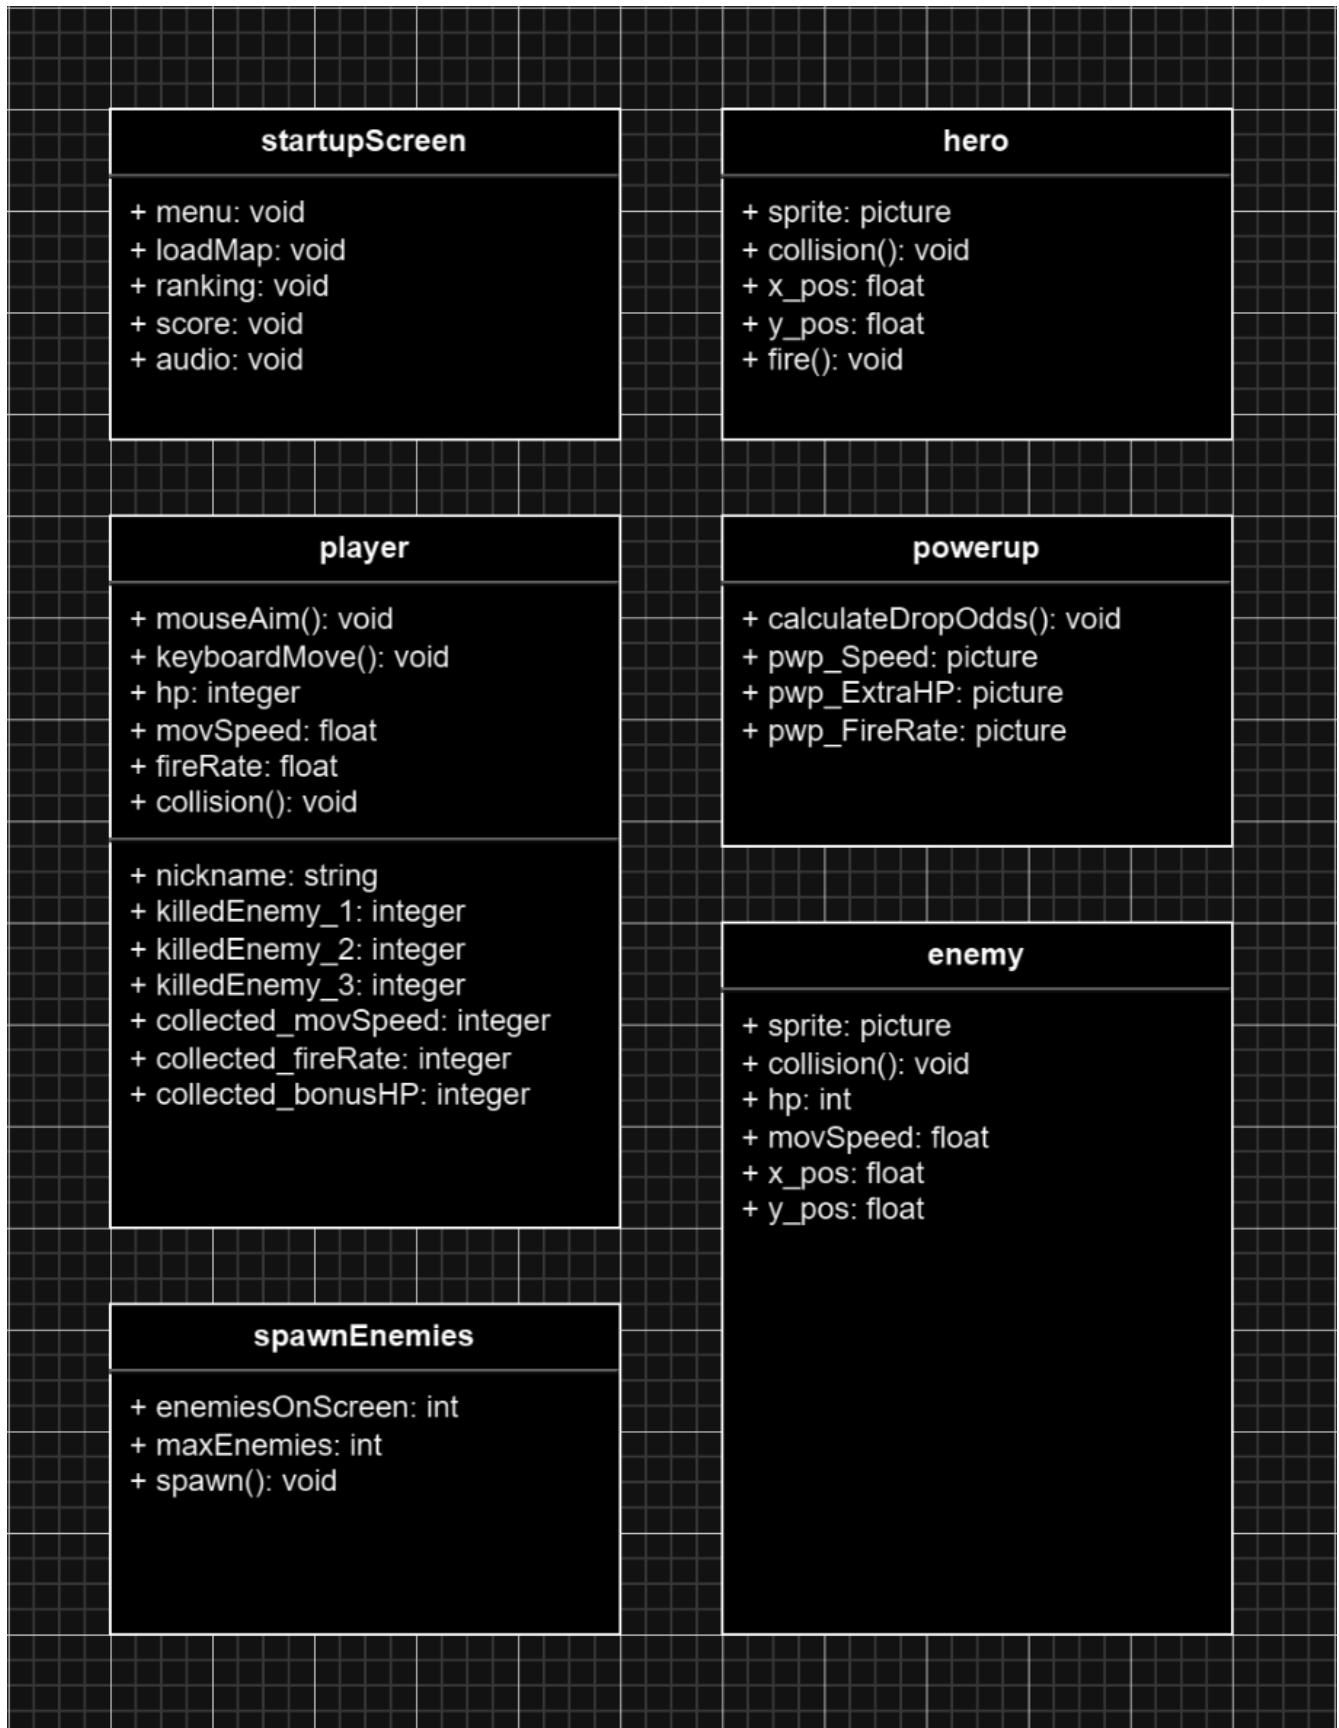 startupScreen
+ menu: void
+ loadMap: void
+ ranking: void
+ score: void
+ audio: void
hero
+ sprite: picture
+ collision(): void
+ x_pos: float
+ y_pos: float
+ fire(): void
player
+ mouseAim(): void
+ keyboardMove(): void
+ hp: integer
+ movSpeed: float
+ fireRate: float
+ collision(): void
+ nickname: string
+ killedEnemy_1: integer
+ killedEnemy_2: integer
+ killedEnemy_3: integer
+ collected_movSpeed: integer
+ collected_fireRate: integer
+ collected_bonusHP: integer
powerup
+ calculateDropOdds(): void
+ pwp_Speed: picture
+ pwp_ExtraHP: picture
+ pwp_FireRate: picture
enemy
+ sprite: picture
+ collision(): void
+ hp: int
+ movSpeed: float
+ x_pos: float
+ y_pos: float
spawnEnemies
+ enemiesOnScreen: int
+ maxEnemies: int
+ spawn(): void